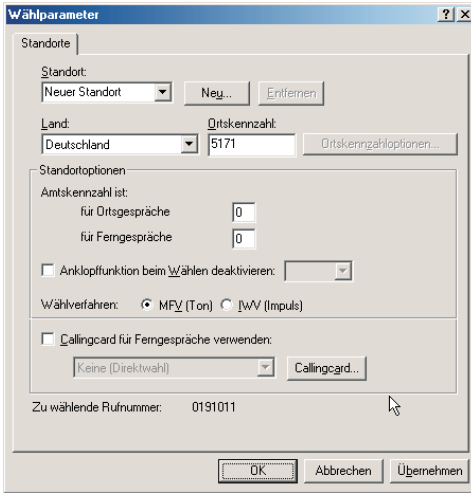 Wählparameter
Standorte
Standort:
Neuer Standort Neu... Entfernen
Land: Ortskennzahl:
Deutschland 5171 Ortskennzahloptionen...
Standortoptionen
Amtskennzahl ist:
für Ortsgespräche 0
für Ferngespräche 0
Anklopffunktion beim Wählen deaktivieren:
Wählverfahren: MFV (Ton) IWV (Impuls)
Callingcard für Ferngespräche verwenden:
Keine (Direktwahl) Callingcard...
Zu wählende Rufnummer: 0191011
OK Abbrechen Übernehmen